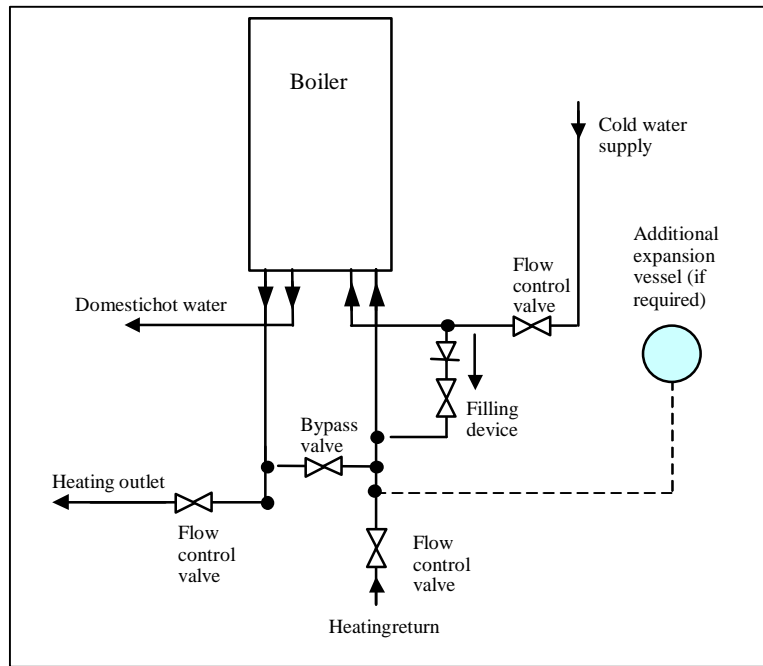 Boiler
Cold water
supply
Additional
expansion
vessel (if
required)
Flow
control
valve
Domestichot water
Filling
device
Bypass
valve
Heating outlet
Flow
control
valve
Flow
control
valve
Heatingreturn